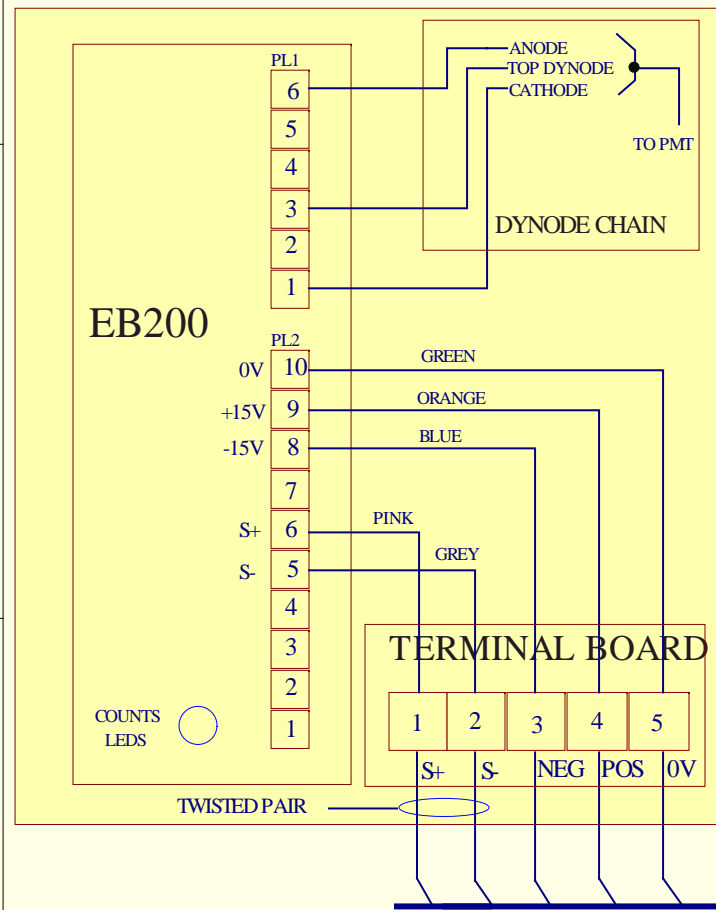 PL1
6
5
4
3
2
1
ANODE
TOP DYNODE
CATHODE
TO PMT
DYNODE CHAIN
EB200
PL2
0V 10 GREEN
+15V 9 ORANGE
-15V 8 BLUE
7
S+ 6 PINK
S- 5 GREY
4
3
2
1
COUNTS
LEDS
TERMINAL BOARD
1 2 3 4 5
S+ S- NEG POS 0V
TWISTED PAIR